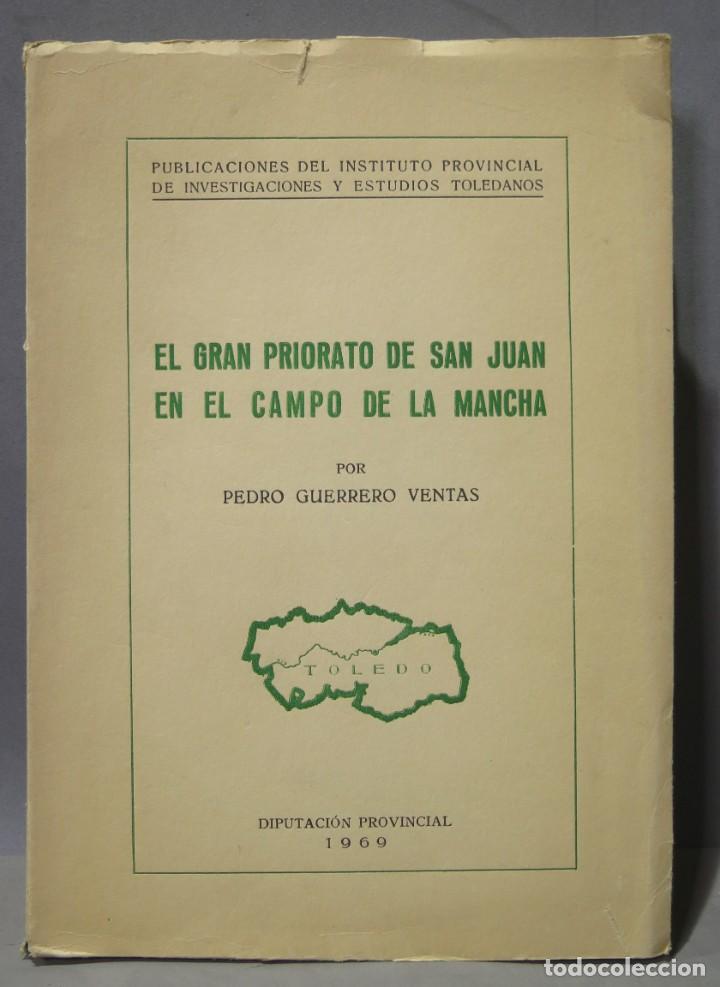 PUBLICACIONES DEL INSTITUTO PROVINCIAL
DE INVESTIGACIONES Y ESTUDIOS TOLEDANOS
EL GRAN PRIORATO DE SAN JUAN
EN EL CAMPO DE LA MANCHA
POR
PEDRO GUERRERO VENTAS
TOLEDO
DIPUTACIÓN PROVINCIAL
1969
todocoleccion